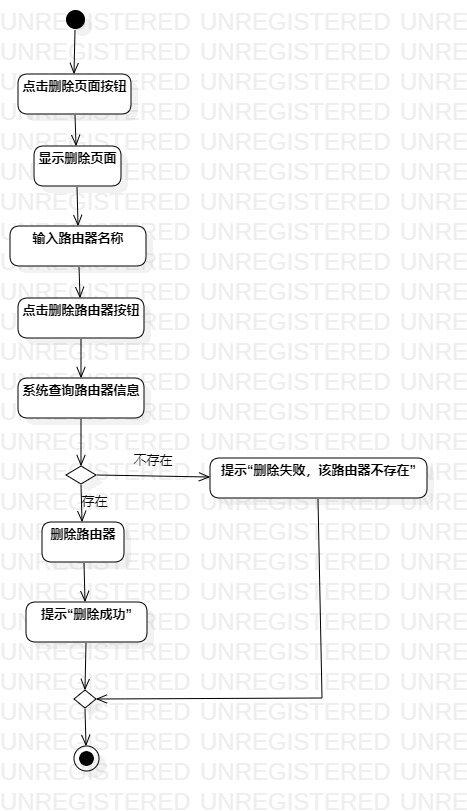 点击删除页面按钮
显示删除页面
输入路由器名称
点击删除路由器按钮
系统查询路由器信息
不存在
提示“删除失败，该路由器不存在”
存在
删除路由器
提示“删除成功”
UNREGISTERED